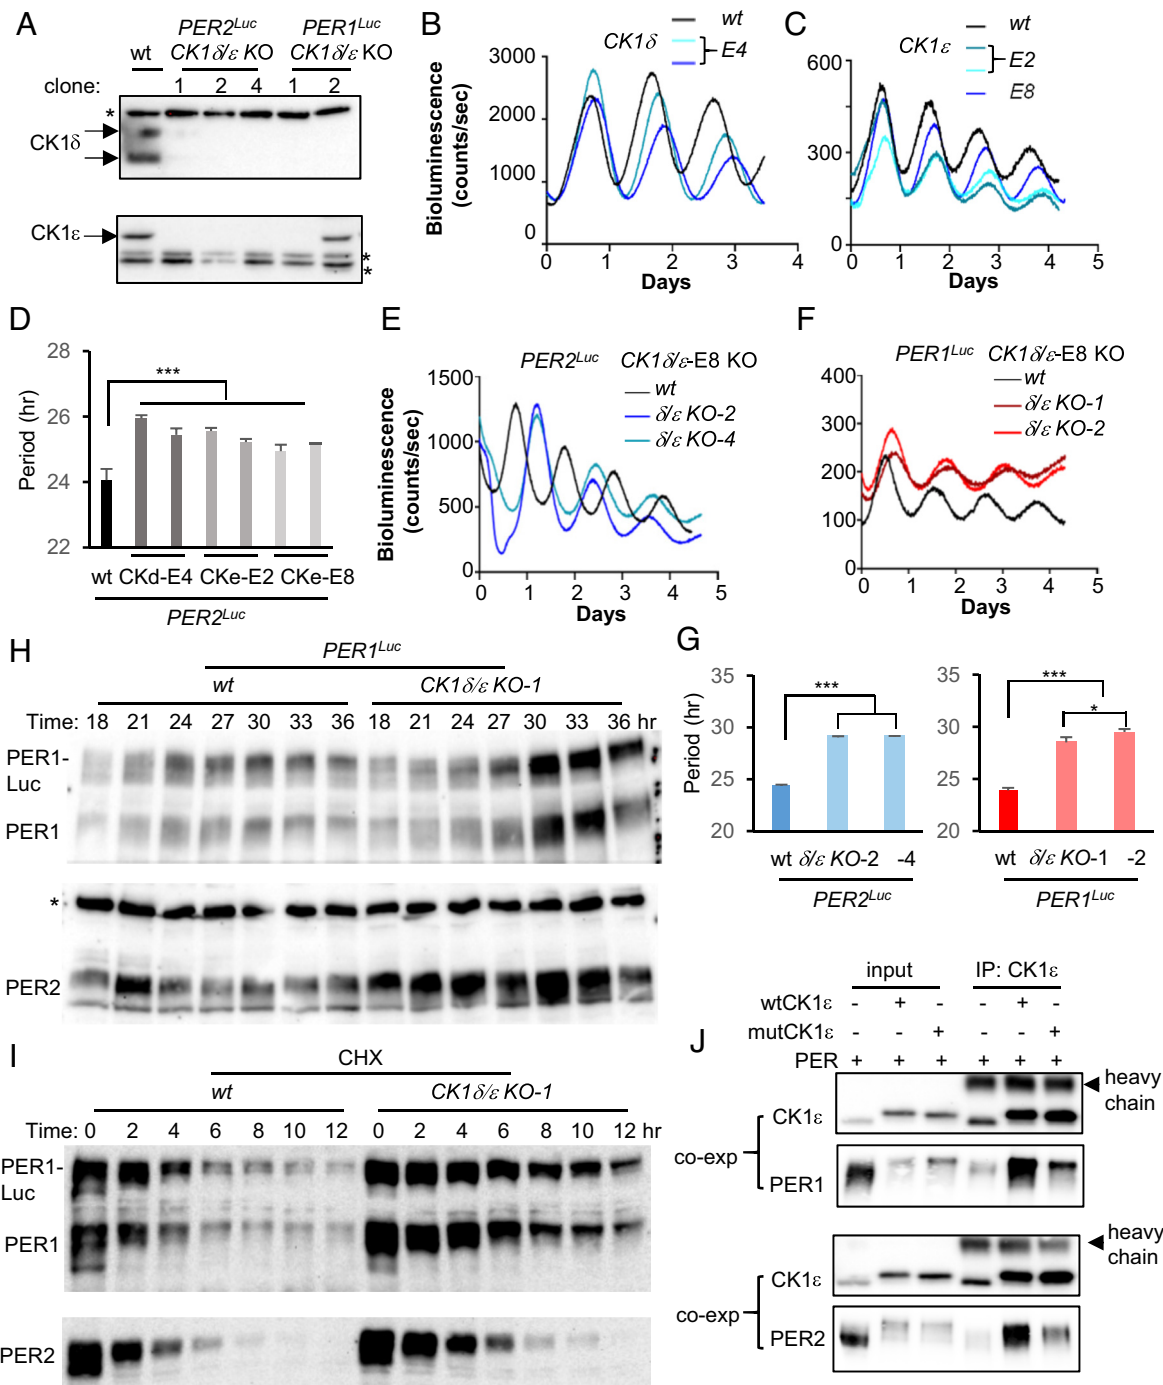 A
PER2Luc PER1Luc
wt CK1δ/ε KO CK1δ/ε KO
clone: 1 2 4 1 2
*
CK1δ
CK1ε
*
*
B
CK1δ
wt
E4
Bioluminescence
(counts/sec)
3000
2000
1000
0
0 1 2 3 4
Days
C
CK1ε
wt
E2
E8
600
300
0
0 1 2 3 4 5
Days
D
Period (hr)
28
26
24
22
***
wt CKd-E4 CKe-E2 CKe-E8
PER2Luc
E
PER2Luc CK1δ/ε-E8 KO
wt
δ/ε KO-2
δ/ε KO-4
Bioluminescence
(counts/sec)
1500
1000
500
0
0 1 2 3 4 5
Days
F
PER1Luc CK1δ/ε-E8 KO
wt
δ/ε KO-1
δ/ε KO-2
400
300
200
100
0
0 1 2 3 4 5
Days
G
Period (hr)
35
30
25
20
***
wt δ/ε KO-2 -4
PER2Luc
35
30
25
20
***
*
wt δ/ε KO-1 -2
PER1Luc
H
PER1Luc
wt CK1δ/ε KO-1
Time: 18 21 24 27 30 33 36 18 21 24 27 30 33 36 hr
PER1-
Luc
PER1
*
PER2
I
CHX
wt CK1δ/ε KO-1
Time: 0 2 4 6 8 10 12 0 2 4 6 8 10 12 hr
PER1-
Luc
PER1
PER2
J
input IP: CK1ε
wtCK1ε - + - - + -
mutCK1ε - - + - - +
PER + + + + + +
heavy
chain
CK1ε
co-exp
PER1
heavy
chain
CK1ε
co-exp
PER2